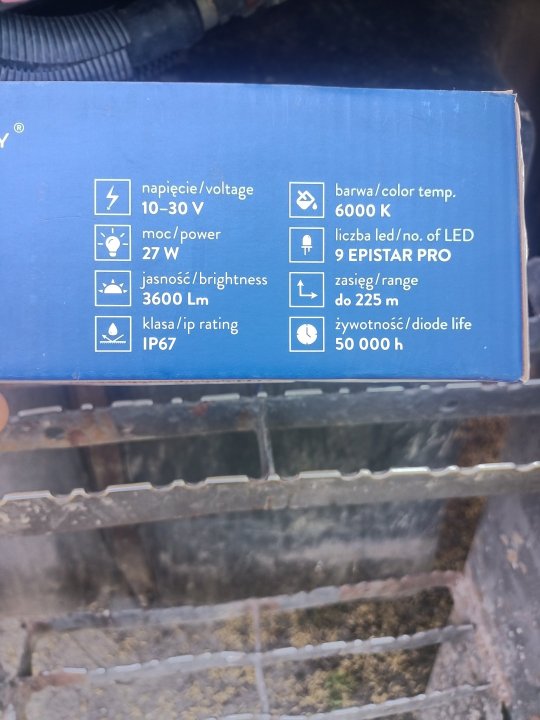 Y®
napięcie/voltage
10–30 V
moc/power
27 W
jasność/brightness
3600 Lm
klasa/ip rating
IP67
barwa/color temp.
6000 K
liczba led/no. of LED
9 EPISTAR PRO
zasięg/range
do 225 m
żywotność/diode life
50 000 h